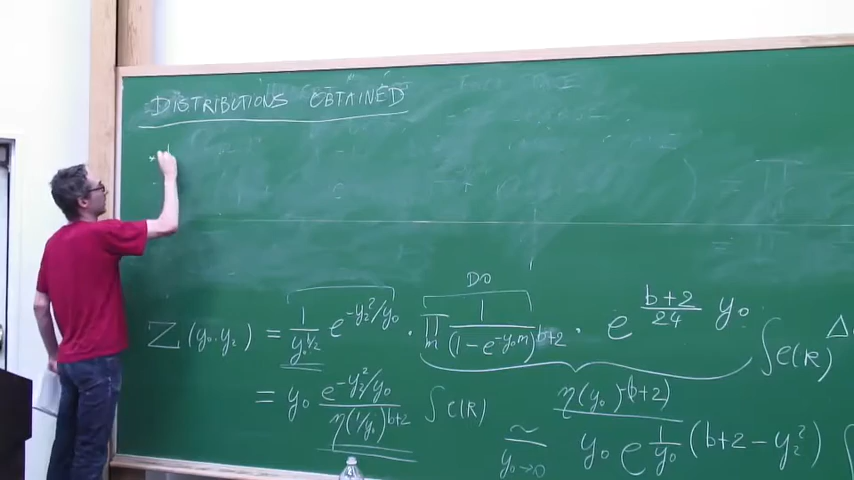 DISTRIBUTIONS OBTAINED
DO
Z(y₀,y₂) = 1/y₀^{1/2} e^{-y₂²/y₀} · ∏_m 1/(1-e^{-y₀m})^{b+2} · e^{b+2/24 y₀} ∫e(R)
η(y₀)^{-(b+2)}
= y₀ e^{-y₂²/y₀}/η(1/y₀)^{b+2} ∫e(R)
~_{y₀→0} y₀ e^{1/y₀ (b+2-y₂²)} ∫